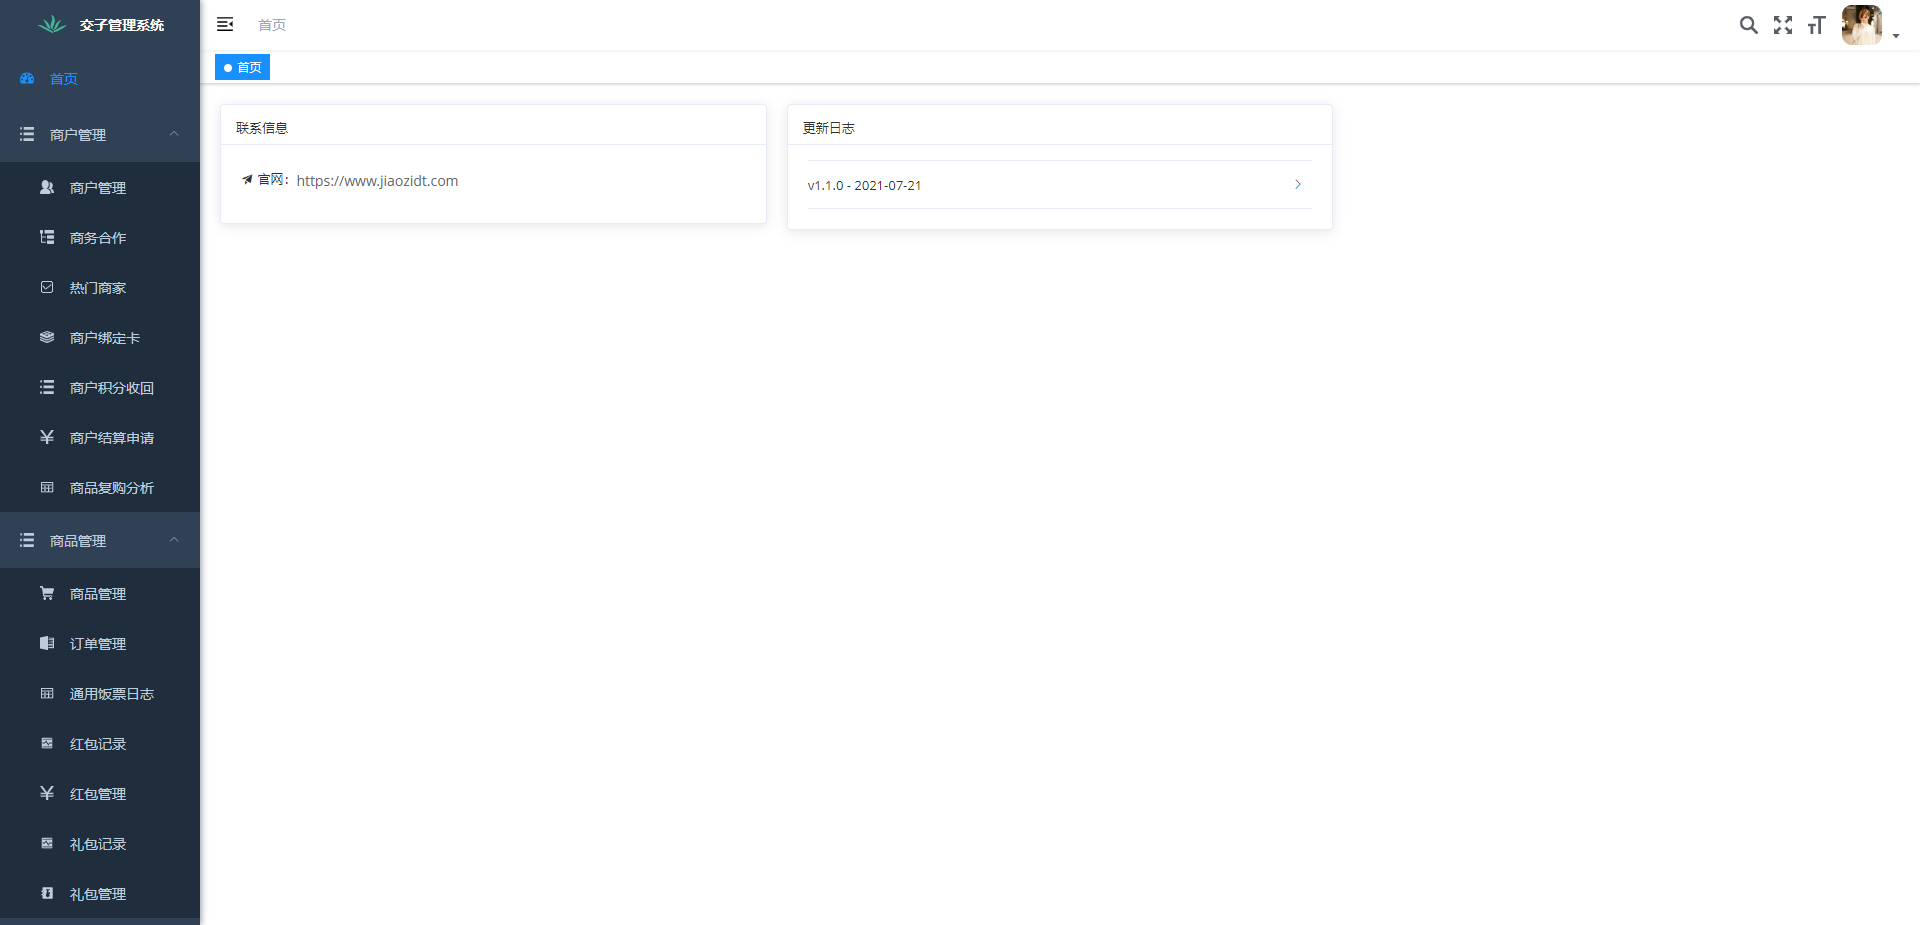 交子管理系统
首页
商户管理
商户管理
商务合作
热门商家
商户绑定卡
商户积分收回
商户结算申请
商品复购分析
商品管理
商品管理
订单管理
通用饭票日志
红包记录
红包管理
礼包记录
礼包管理
首页
首页
联系信息
官网：https://www.jiaozidt.com
更新日志
v1.1.0 - 2021-07-21